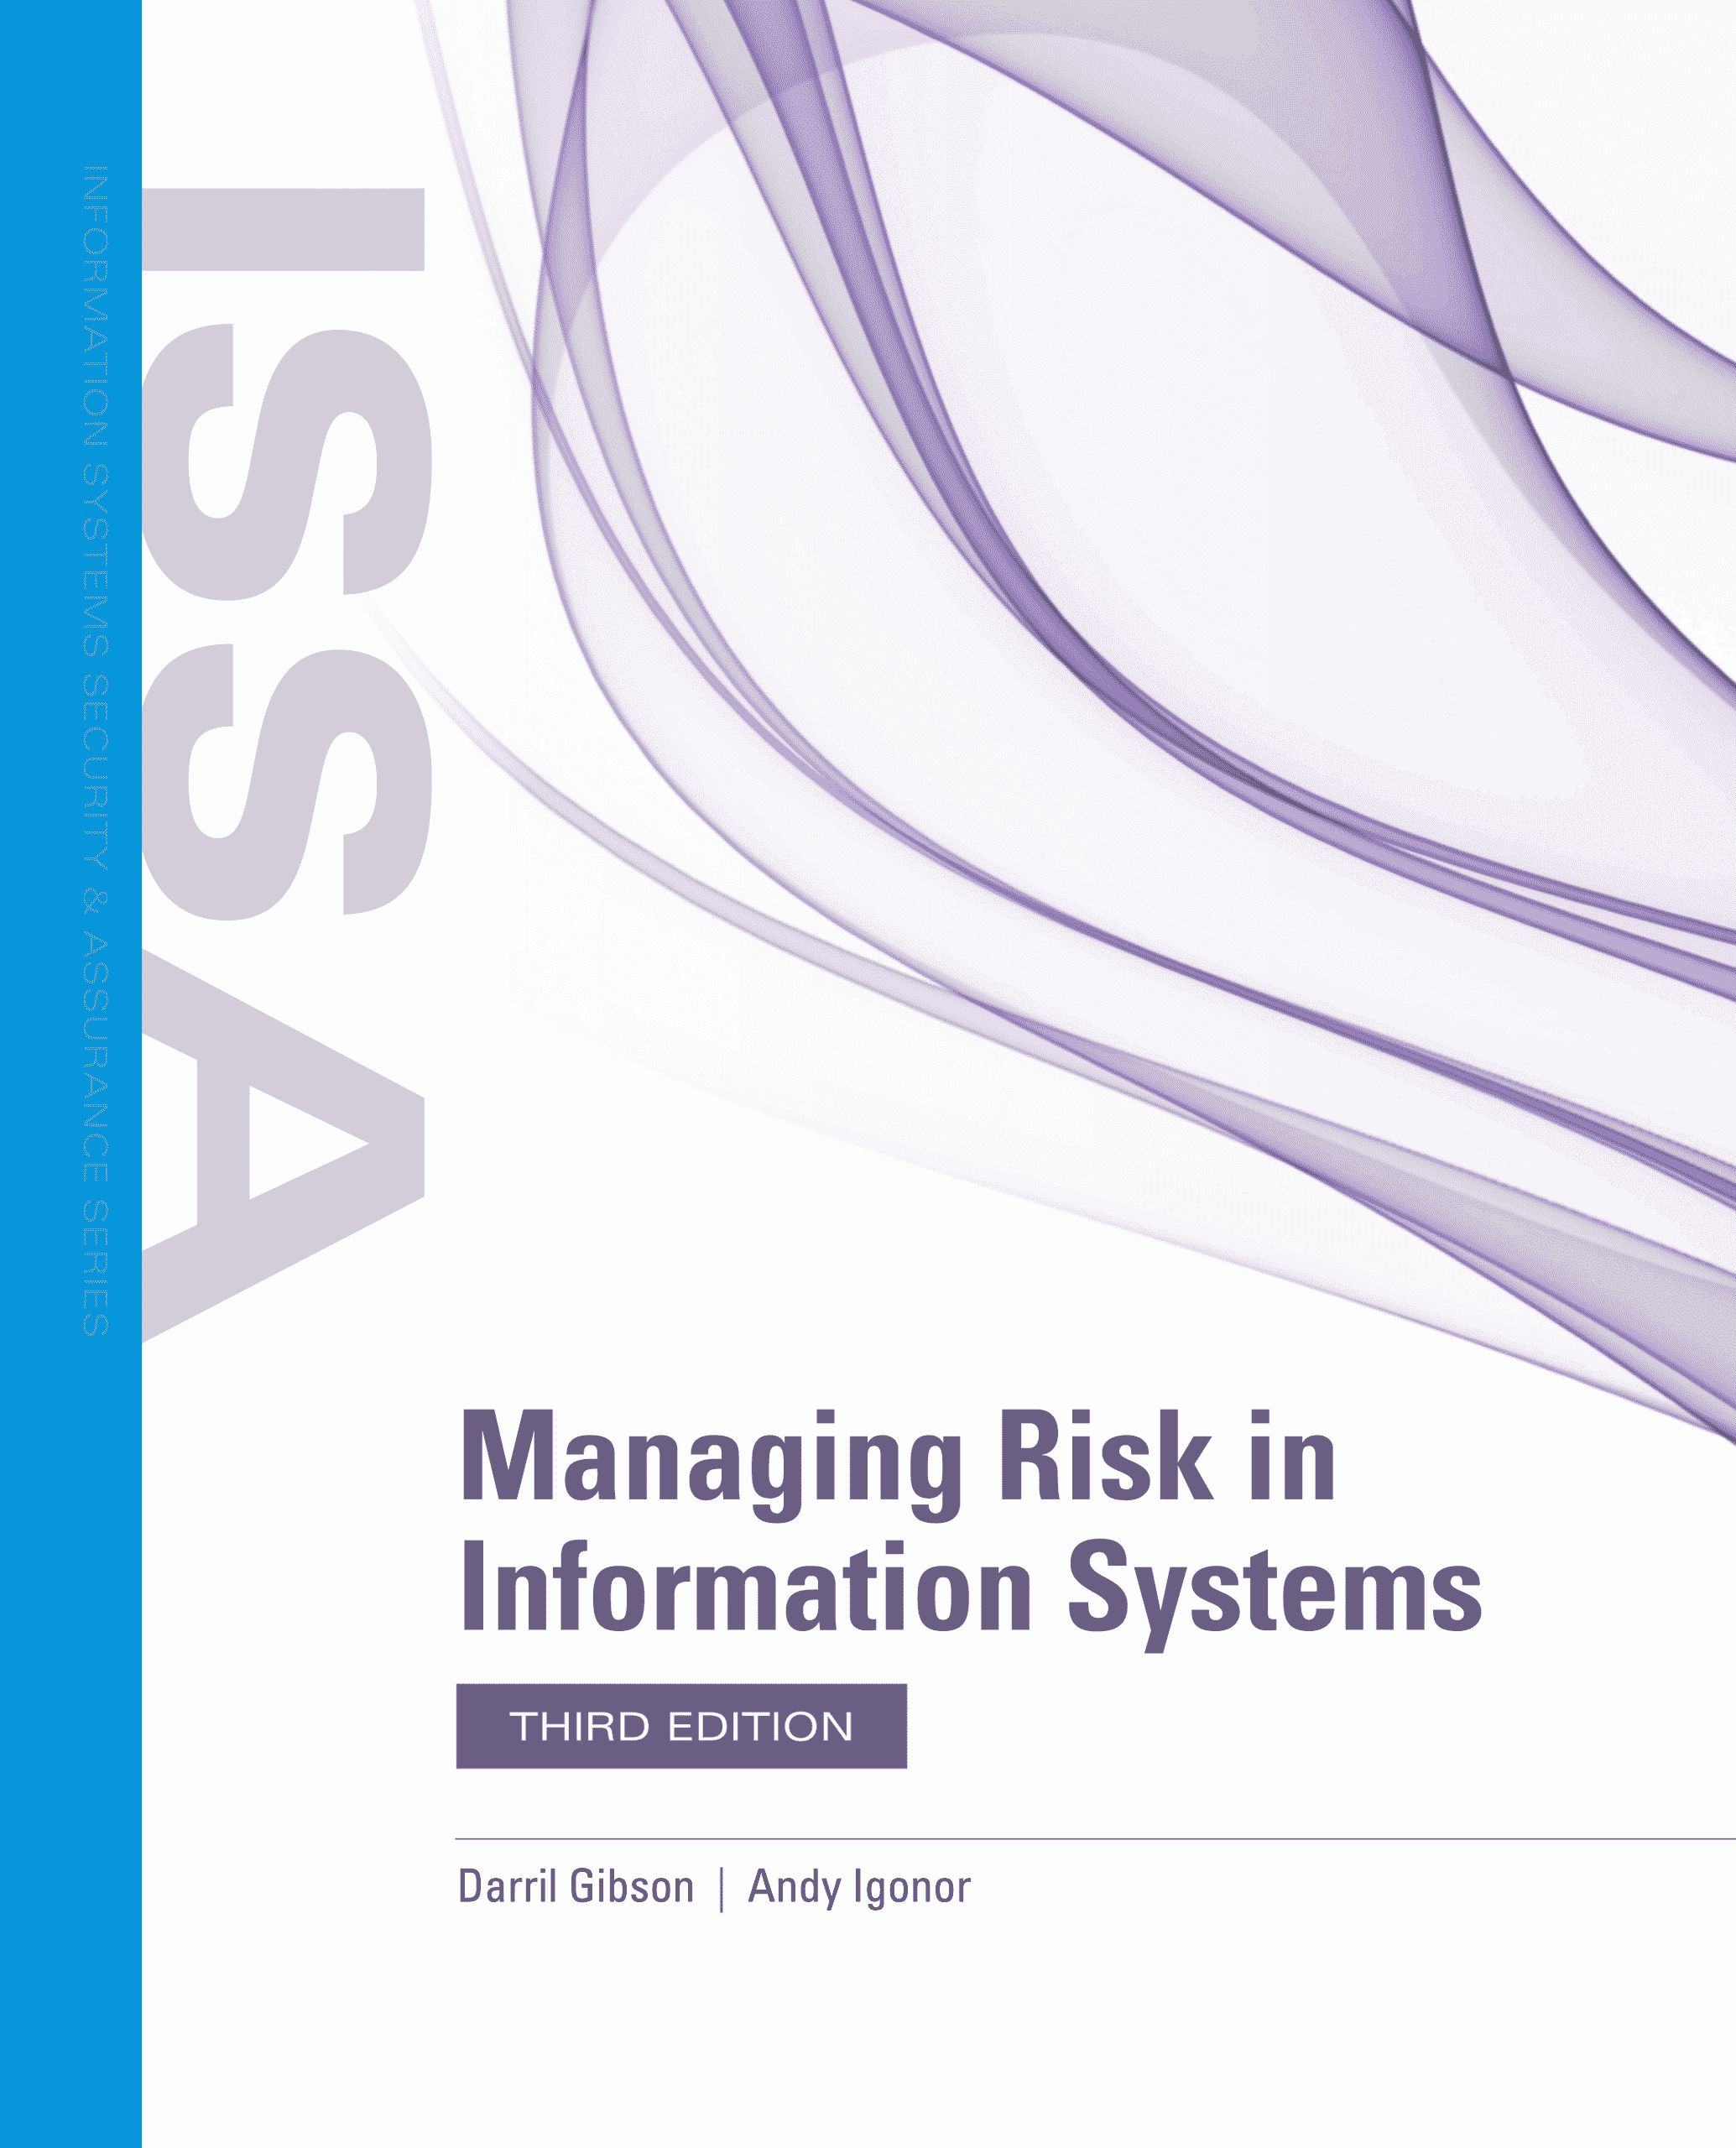 INFORMATION SYSTEMS SECURITY & ASSURANCE SERIES
ISSA
Managing Risk in
Information Systems
THIRD EDITION
Darril Gibson | Andy Igonor